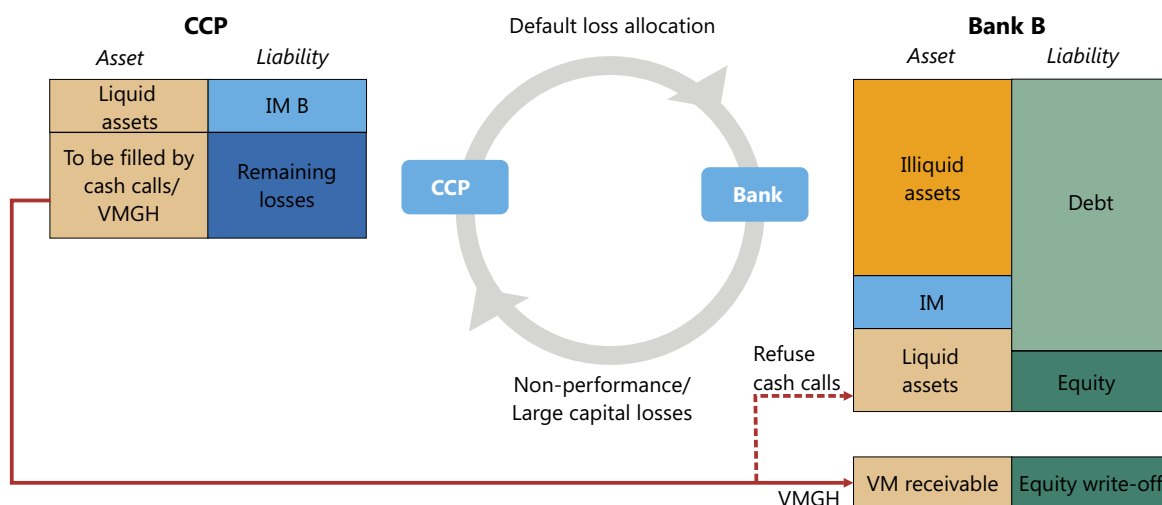 CCP
Asset
Liability
Liquid
assets
IM B
To be filled by
cash calls/
VMGH
Remaining
losses
Default loss allocation
CCP
Bank
Non-performance/
Large capital losses
Bank B
Asset
Liability
Illiquid
assets
Debt
IM
Liquid
assets
Equity
Refuse
cash calls
VMGH
VM receivable
Equity write-off